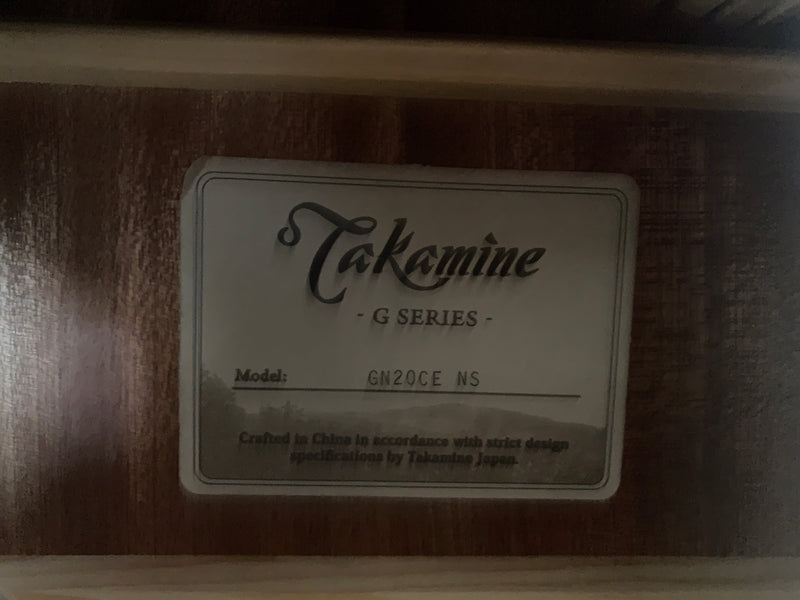 Takamine
- G SERIES -
Model: GN20CE NS
Crafted in China in accordance with strict design
specifications by Takamine Japan.